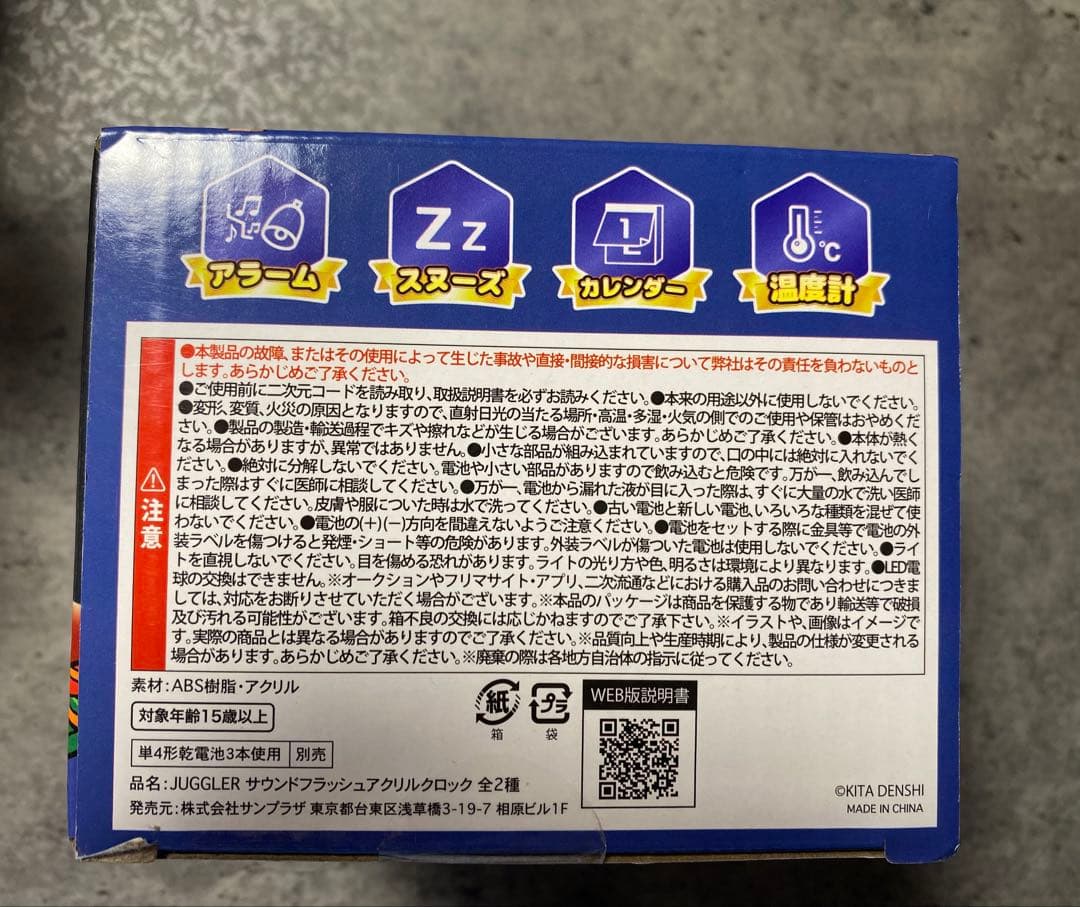 アラーム
Zz
スヌーズ
1
カレンダー
℃
温度計
⚠注意
●本製品の故障、またはその使用によって生じた事故や直接・間接的な損害について弊社はその責任を負わないものと
します。あらかじめご了承ください。
●ご使用前に二次元コードを読み取り、取扱説明書を必ずお読みください。●本来の用途以外に使用しないでください。
●変形、変質、火災の原因となりますので、直射日光の当たる場所・高温・多湿・火気の側でのご使用や保管はおやめくだ
さい。●製品の製造・輸送過程でキズや擦れなどが生じる場合がございます。あらかじめご了承ください。●本体が熱く
なる場合がありますが、異常ではありません。●小さな部品が組み込まれていますので、口の中には絶対に入れないでく
ださい。●絶対に分解しないでください。電池や小さい部品がありますので飲み込むと危険です。万が一、飲み込んでし
まった際はすぐに医師に相談してください。●万が一、電池から漏れた液が目に入った際は、すぐに大量の水で洗い医師
に相談してください。皮膚や服についた時は水で洗ってください。●古い電池と新しい電池、いろいろな種類を混ぜて使
わないでください。●電池の(+)(−)方向を間違えないようご注意ください。●電池をセットする際に金具等で電池の外
装ラベルを傷つけると発煙・ショート等の危険があります。外装ラベルが傷ついた電池は使用しないでください。●ライ
トを直視しないでください。目を傷める恐れがあります。ライトの光り方や色、明るさは環境により異なります。●LED電
球の交換はできません。※オークションやフリマサイト・アプリ、二次流通などにおける購入品のお問い合わせにつきま
しては、対応をお断りさせていただく場合がございます。※本品のパッケージは商品を保護する物であり輸送等で破損
及び汚れる可能性がございます。箱不良の交換には応じかねますのでご了承下さい。※イラストや、画像はイメージで
す。実際の商品とは異なる場合がありますのでご了承ください。※品質向上や生産時期により、製品の仕様が変更される
場合があります。あらかじめご了承ください。※廃棄の際は各地方自治体の指示に従ってください。
素材：ABS樹脂・アクリル
対象年齢15歳以上
単4形乾電池3本使用 別売
品名：JUGGLER サウンドフラッシュアクリルクロック 全2種
発売元：株式会社サンプラザ 東京都台東区浅草橋3-19-7 相原ビル1F
紙
箱
プラ
袋
WEB版説明書
©KITA DENSHI
MADE IN CHINA